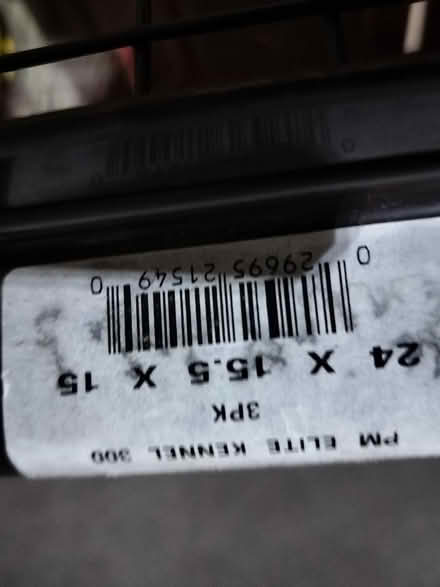 PM ELITE KENNEL 300
3PK
24 X 15.5 X 15
0 29695 21549 0